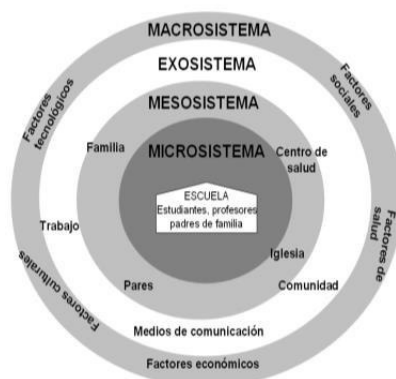 MACROSISTEMA
EXOSISTEMA
MESOSISTEMA
MICROSISTEMA
Factores
tecnológicos
Factores
sociales
Familia
Centro de
salud
ESCUELA
Estudiantes, profesores
padres de familia
Trabajo
Iglesia
Factores de
salud
Pares
Comunidad
Factores culturales
Medios de comunicación
Factores económicos